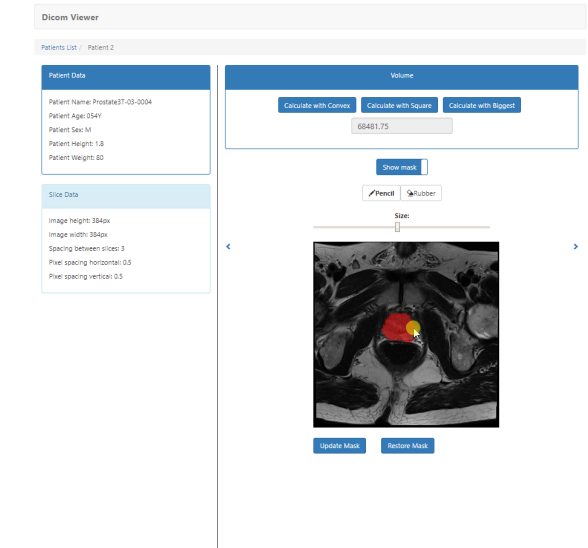 Dicom Viewer
Patients List / Patient 2
Patient Data
Patient Name: Prostate3T-03-0004
Patient Age: 054Y
Patient Sex: M
Patient Height: 1.8
Patient Weight: 80
Slice Data
Image height: 384px
Image width: 384px
Spacing between slices: 3
Pixel spacing horizontal: 0.5
Pixel spacing vertical: 0.5
Volume
Calculate with Convex Calculate with Square Calculate with Biggest
68481.75
Show mask
Pencil Rubber
Size:
Update Mask Restore Mask